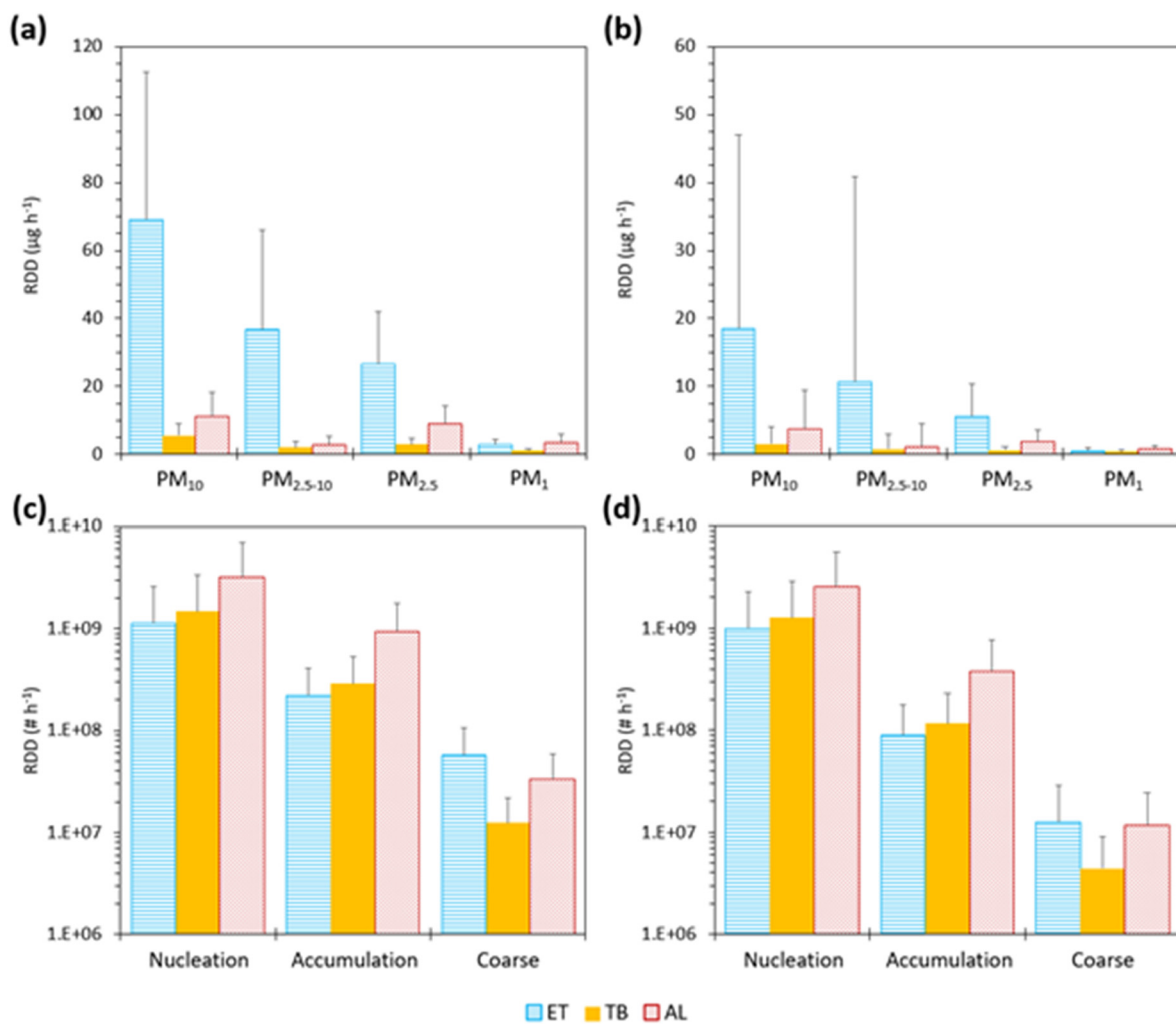 (a)
120
100
80
60
40
20
0
RDD (µg h⁻¹)
PM₁₀ PM₂.₅₋₁₀ PM₂.₅ PM₁
(b)
60
50
40
30
20
10
0
RDD (µg h⁻¹)
PM₁₀ PM₂.₅₋₁₀ PM₂.₅ PM₁
(c)
1.E+10
1.E+09
1.E+08
1.E+07
1.E+06
RDD (# h⁻¹)
Nucleation Accumulation Coarse
(d)
1.E+10
1.E+09
1.E+08
1.E+07
1.E+06
RDD (# h⁻¹)
Nucleation Accumulation Coarse
ET TB AL